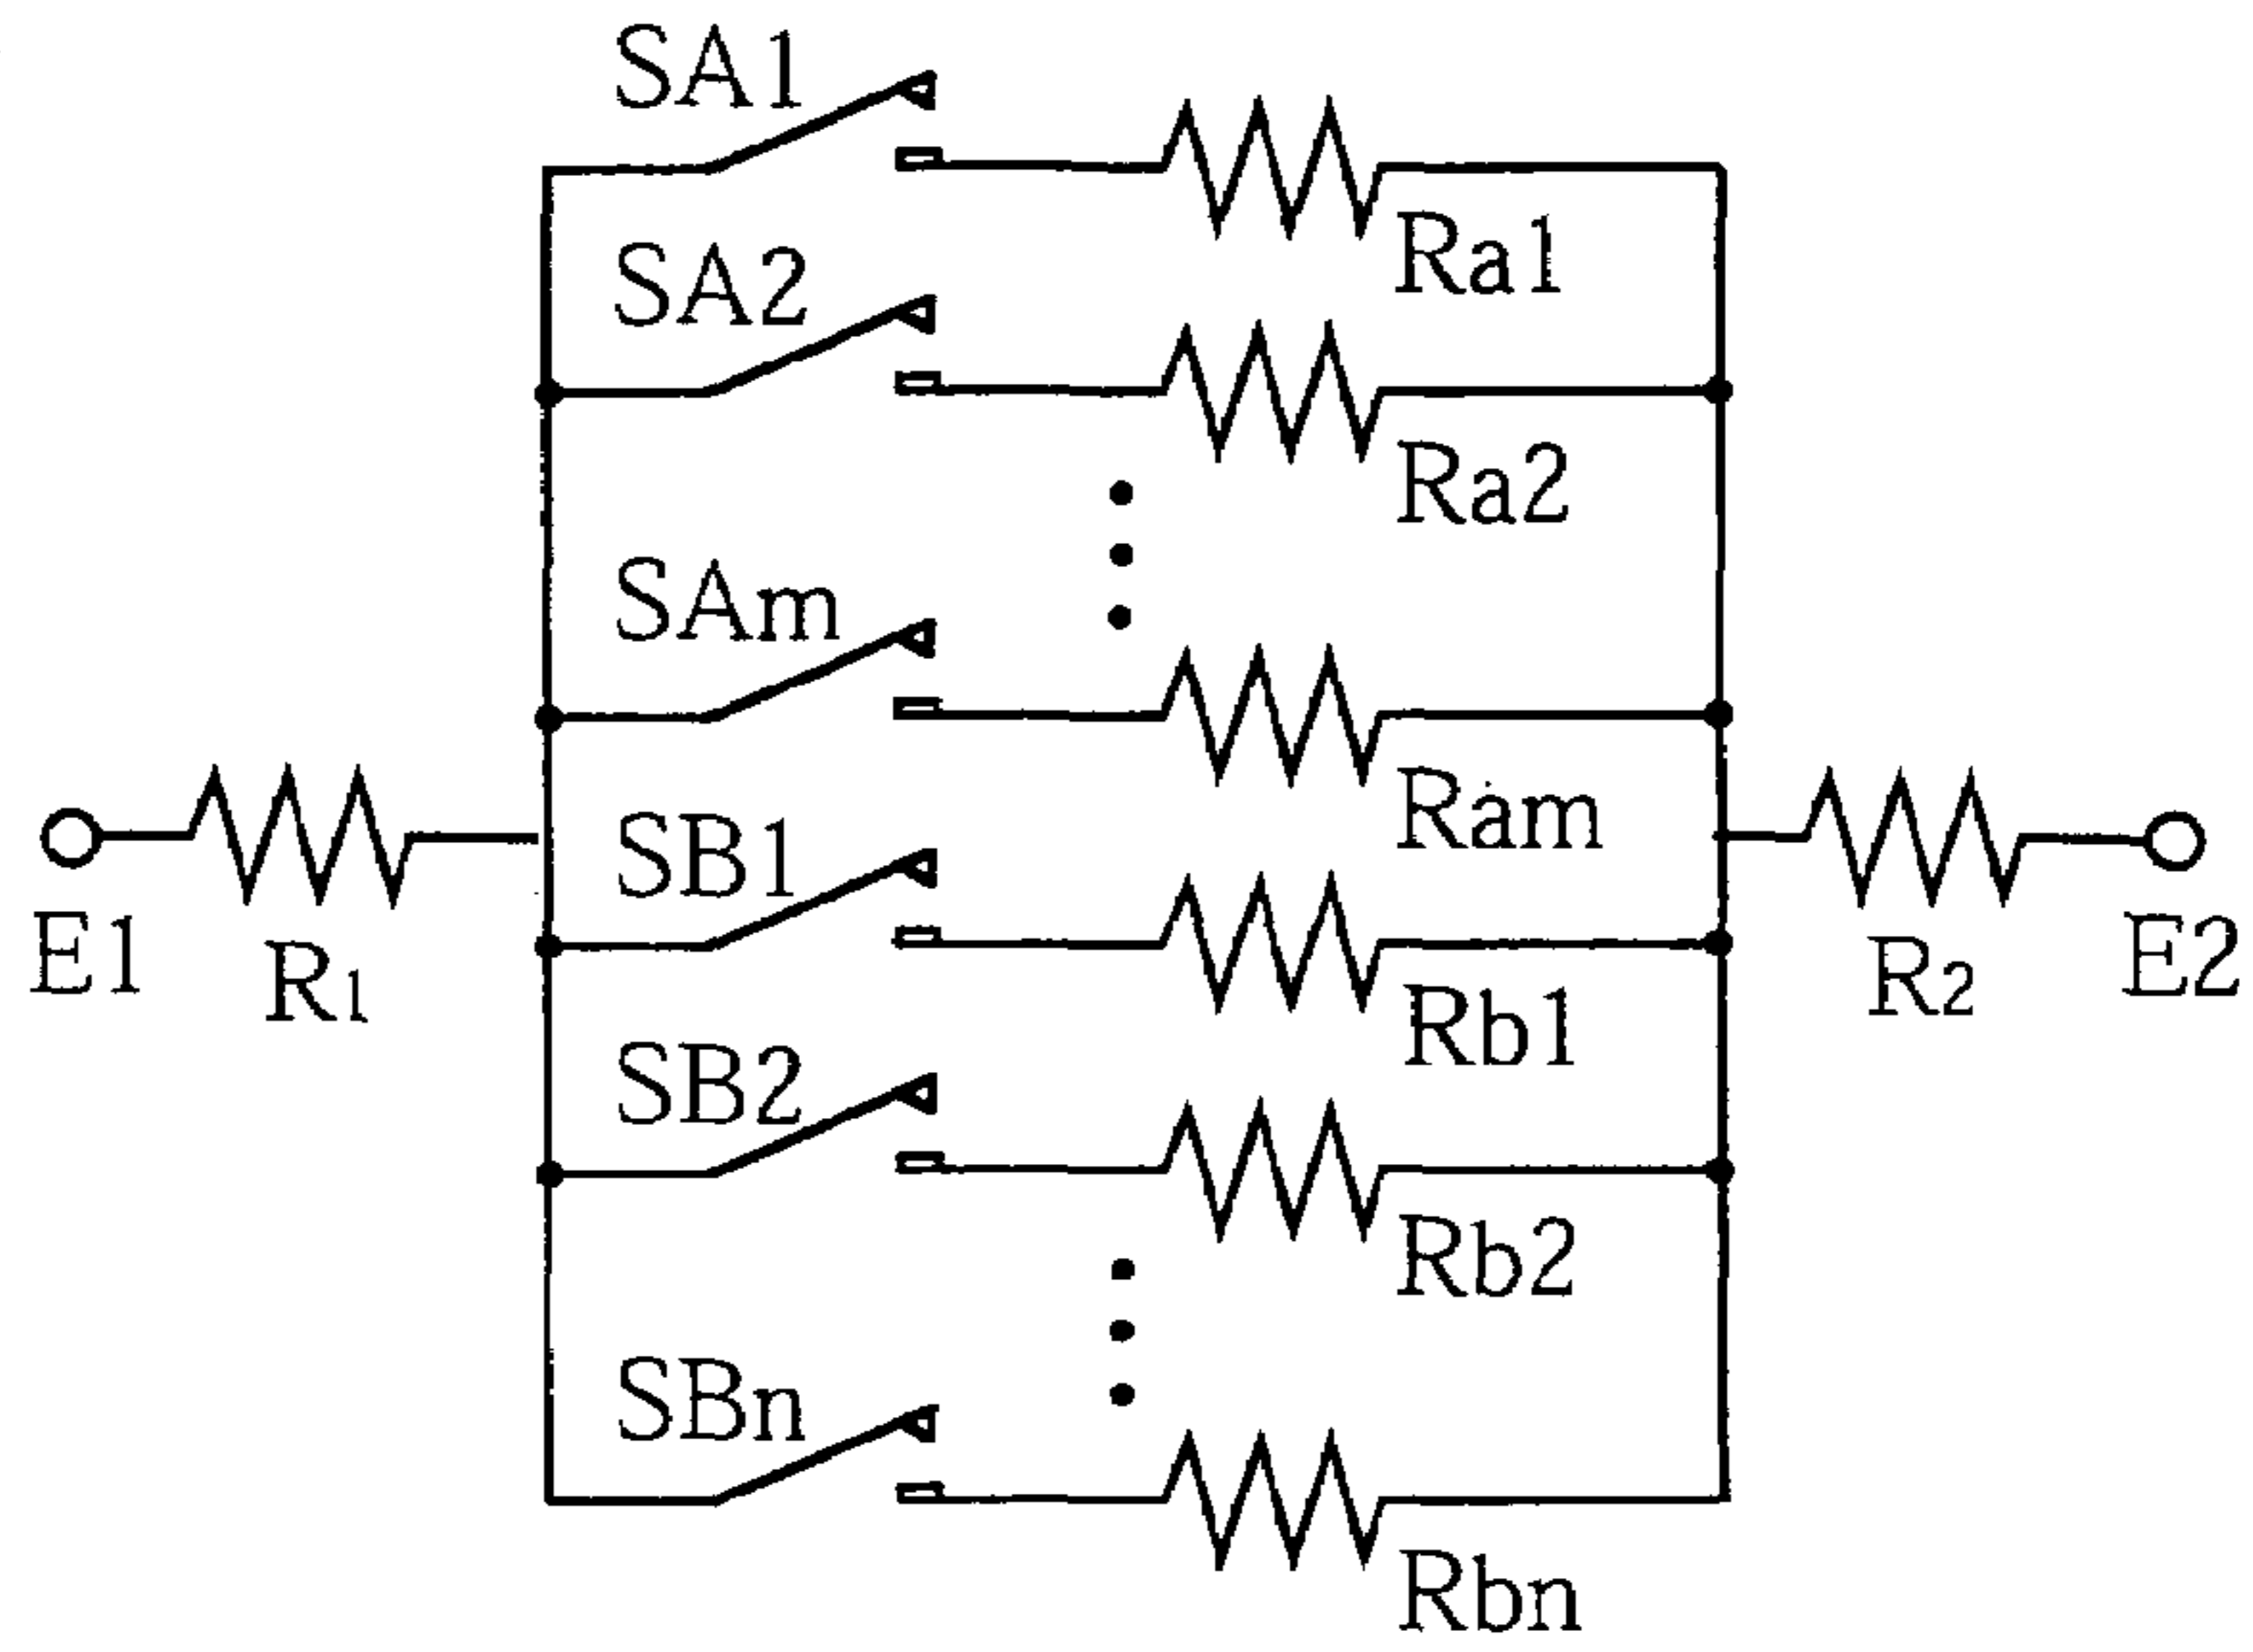 SA1
Ra1
SA2
Ra2
SAm
Ram
SB1
E1
R1
R2
E2
Rb1
SB2
Rb2
SBn
Rbn